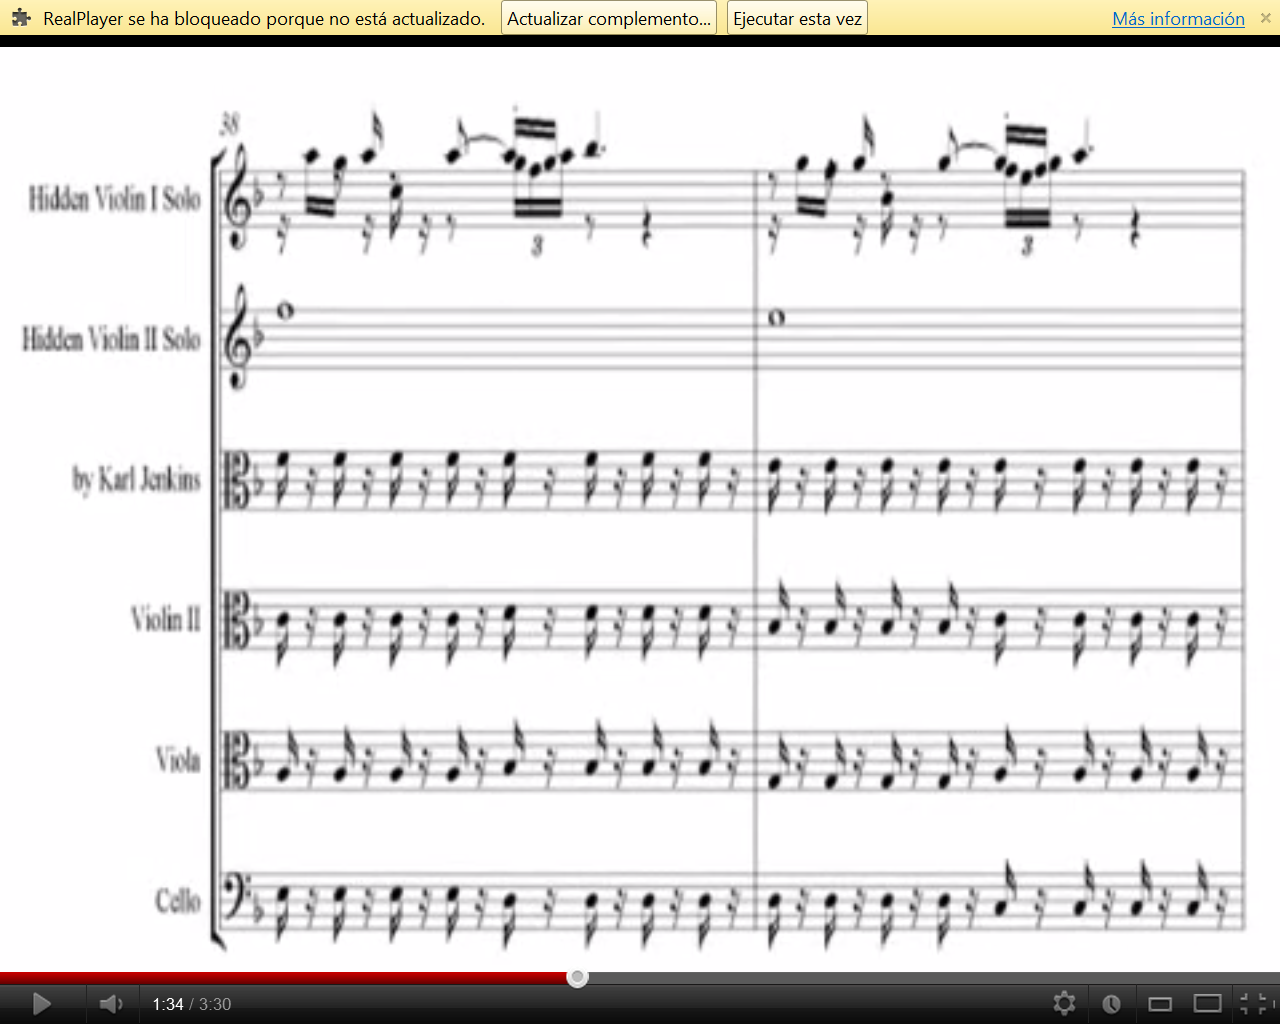 RealPlayer se ha bloqueado porque no está actualizado. Actualizar complemento... Ejecutar esta vez Más información
38
Hidden Violin I Solo
3 3
Hidden Violin II Solo
by Karl Jenkins
Violin II
Viola
Cello
1:34 / 3:30